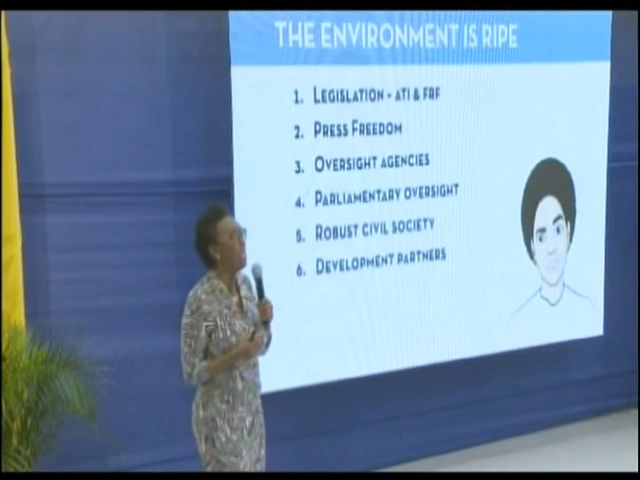 THE ENVIRONMENT IS RIPE
1. LEGISLATION - ATI & FRF
2. PRESS FREEDOM
3. OVERSIGHT AGENCIES
4. PARLIAMENTARY OVERSIGHT
5. ROBUST CIVIL SOCIETY
6. DEVELOPMENT PARTNERS